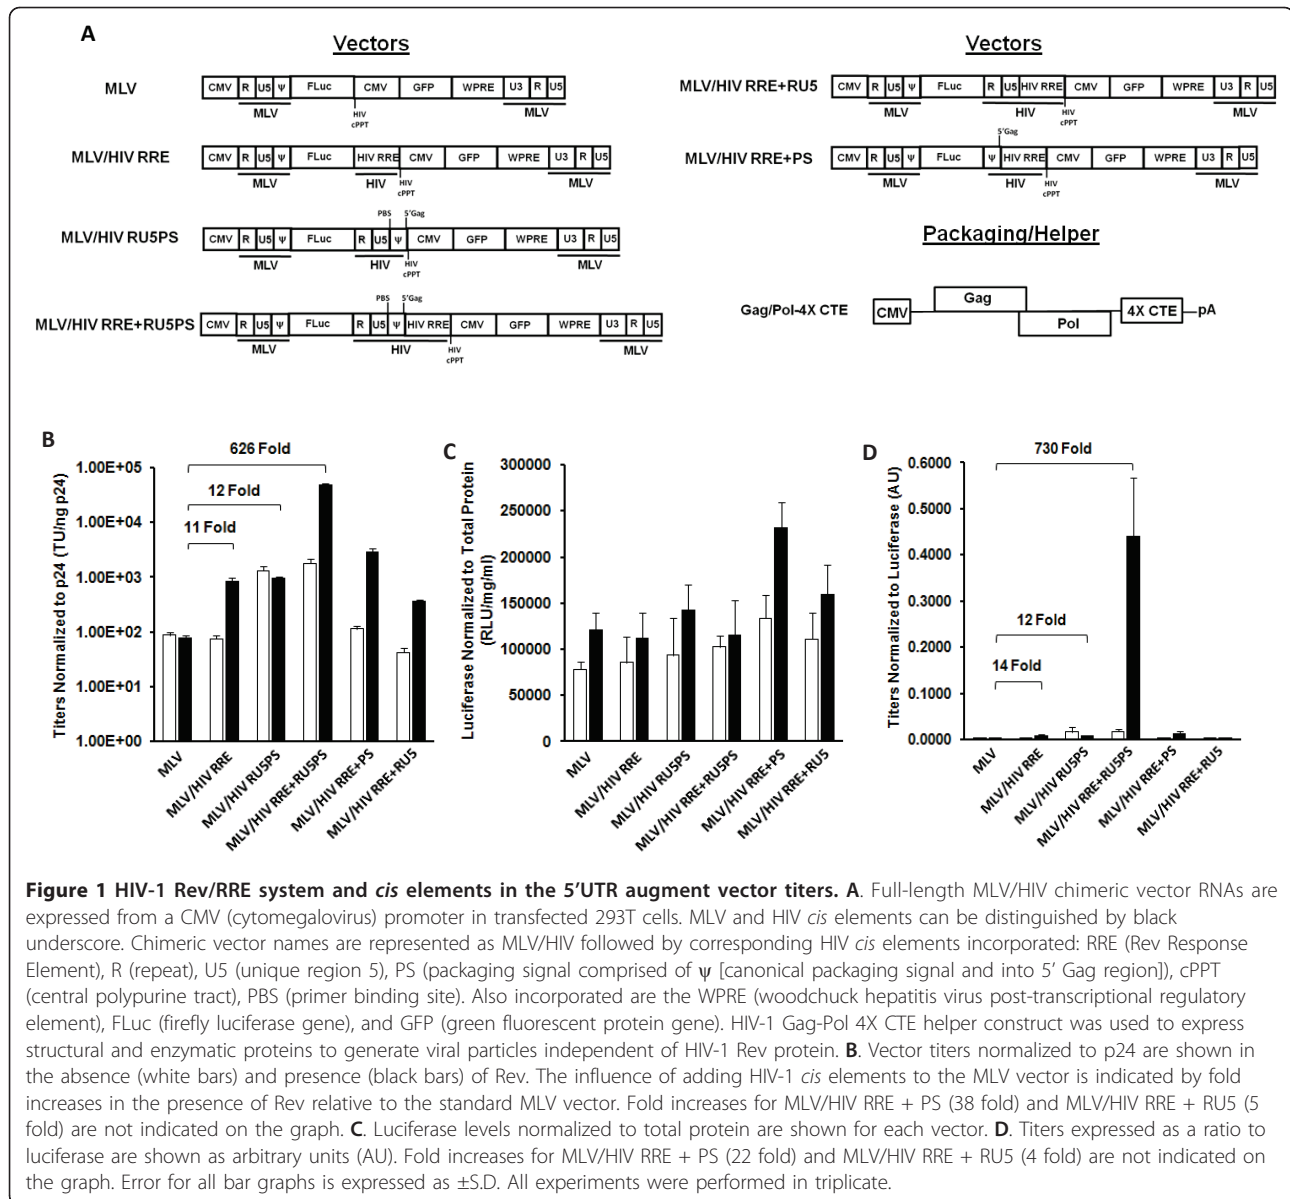 A
Vectors
MLV
CMV R U5 ψ FLuc CMV GFP WPRE U3 R U5
MLV HIV cPPT MLV
MLV/HIV RRE
CMV R U5 ψ FLuc HIV RRE CMV GFP WPRE U3 R U5
MLV HIV HIV cPPT MLV
PBS 5'Gag
MLV/HIV RU5PS
CMV R U5 ψ FLuc R U5 ψ CMV GFP WPRE U3 R U5
MLV HIV HIV cPPT MLV
PBS 5'Gag
MLV/HIV RRE+RU5PS
CMV R U5 ψ FLuc R U5 ψ HIV RRE CMV GFP WPRE U3 R U5
MLV HIV HIV cPPT MLV
Vectors
MLV/HIV RRE+RU5
CMV R U5 ψ FLuc R U5 HIV RRE CMV GFP WPRE U3 R U5
MLV HIV HIV cPPT MLV
5'Gag
MLV/HIV RRE+PS
CMV R U5 ψ FLuc ψ HIV RRE CMV GFP WPRE U3 R U5
MLV HIV HIV cPPT MLV
Packaging/Helper
Gag/Pol-4X CTE
CMV Gag Pol 4X CTE pA
B
Titers Normalized to p24 (TU/ng p24)
1.00E+05
1.00E+04
1.00E+03
1.00E+02
1.00E+01
1.00E+00
626 Fold
12 Fold
11 Fold
MLV
MLV/HIV RRE
MLV/HIV RU5PS
MLV/HIV RRE+RU5PS
MLV/HIV RRE+PS
MLV/HIV RRE+RU5
C
Luciferase Normalized to Total Protein
(RLU/mg/ml)
300000
250000
200000
150000
100000
50000
0
MLV
MLV/HIV RRE
MLV/HIV RU5PS
MLV/HIV RRE+RU5PS
MLV/HIV RRE+PS
MLV/HIV RRE+RU5
D
Titers Normalized to Luciferase (AU)
0.6000
0.5000
0.4000
0.3000
0.2000
0.1000
0.0000
730 Fold
12 Fold
14 Fold
MLV
MLV/HIV RRE
MLV/HIV RU5PS
MLV/HIV RRE+RU5PS
MLV/HIV RRE+PS
MLV/HIV RRE+RU5
Figure 1 HIV-1 Rev/RRE system and cis elements in the 5'UTR augment vector titers. A. Full-length MLV/HIV chimeric vector RNAs are
expressed from a CMV (cytomegalovirus) promoter in transfected 293T cells. MLV and HIV cis elements can be distinguished by black
underscore. Chimeric vector names are represented as MLV/HIV followed by corresponding HIV cis elements incorporated: RRE (Rev Response
Element), R (repeat), U5 (unique region 5), PS (packaging signal comprised of ψ [canonical packaging signal and into 5' Gag region]), cPPT
(central polypurine tract), PBS (primer binding site). Also incorporated are the WPRE (woodchuck hepatitis virus post-transcriptional regulatory
element), FLuc (firefly luciferase gene), and GFP (green fluorescent protein gene). HIV-1 Gag-Pol 4X CTE helper construct was used to express
structural and enzymatic proteins to generate viral particles independent of HIV-1 Rev protein. B. Vector titers normalized to p24 are shown in
the absence (white bars) and presence (black bars) of Rev. The influence of adding HIV-1 cis elements to the MLV vector is indicated by fold
increases in the presence of Rev relative to the standard MLV vector. Fold increases for MLV/HIV RRE + PS (38 fold) and MLV/HIV RRE + RU5 (5
fold) are not indicated on the graph. C. Luciferase levels normalized to total protein are shown for each vector. D. Titers expressed as a ratio to
luciferase are shown as arbitrary units (AU). Fold increases for MLV/HIV RRE + PS (22 fold) and MLV/HIV RRE + RU5 (4 fold) are not indicated on
the graph. Error for all bar graphs is expressed as ±S.D. All experiments were performed in triplicate.